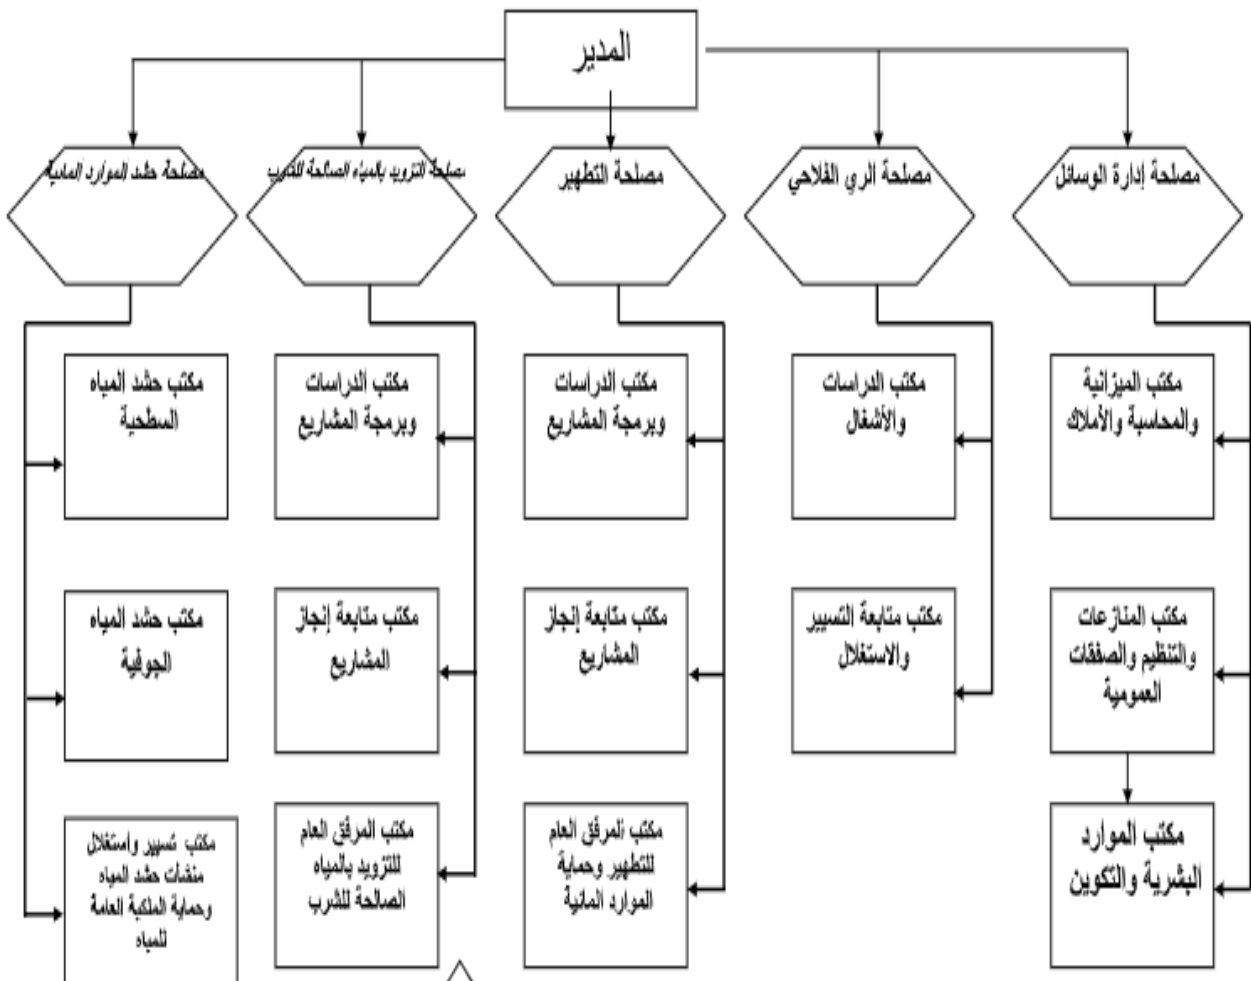 المدير
مصلحة إدارة الوسائل
مصلحة الري الفلاحي
مصلحة التطهير
مصلحة التزويد بالمياه الصالحة للشرب
مصلحة حشد الموارد المائية
مكتب الميزانية
والمحاسبة والأملاك
مكتب الدراسات
والأشغال
مكتب الدراسات
وبرمجة المشاريع
مكتب الدراسات
وبرمجة المشاريع
مكتب حشد المياه
السطحية
مكتب المنازعات
والتنظيم والصفقات
العمومية
مكتب متابعة التسيير
والاستغلال
مكتب متابعة إنجاز
المشاريع
مكتب متابعة إنجاز
المشاريع
مكتب حشد المياه
الجوفية
مكتب الموارد
البشرية والتكوين
مكتب المرفق العام
للتطهير وحماية
الموارد المائية
مكتب المرفق العام
للتزويد بالمياه
الصالحة للشرب
مكتب تسيير واستغلال
منشأت حشد المياه
وحماية الملكية العامة
للمياه